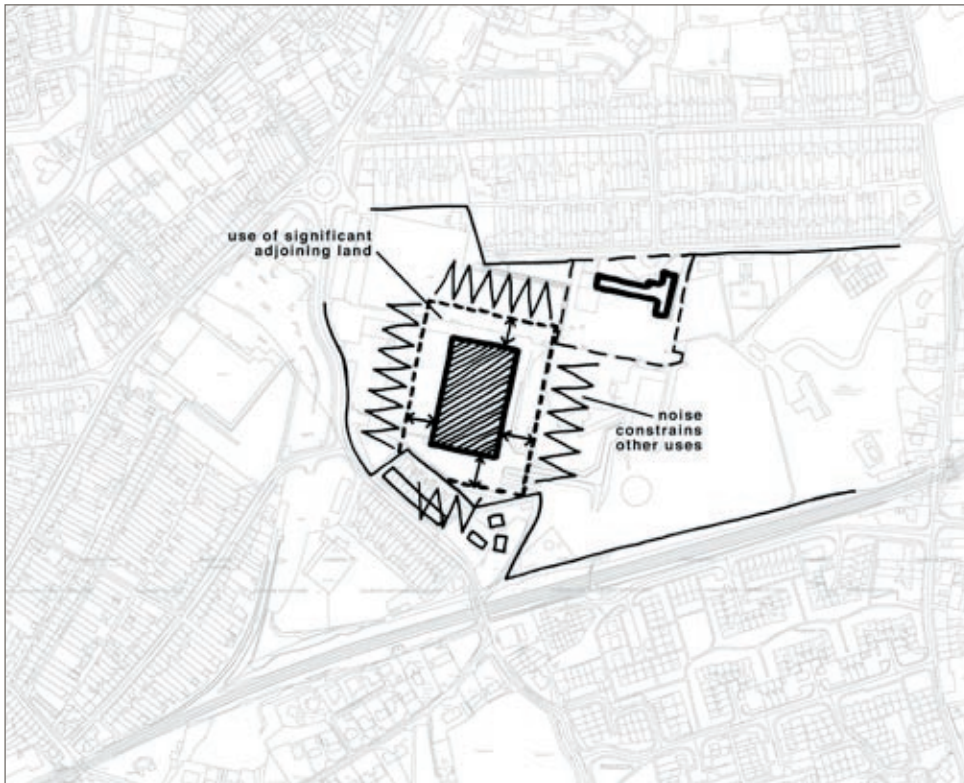 use of significant
adjoining land
noise
constrains
other uses